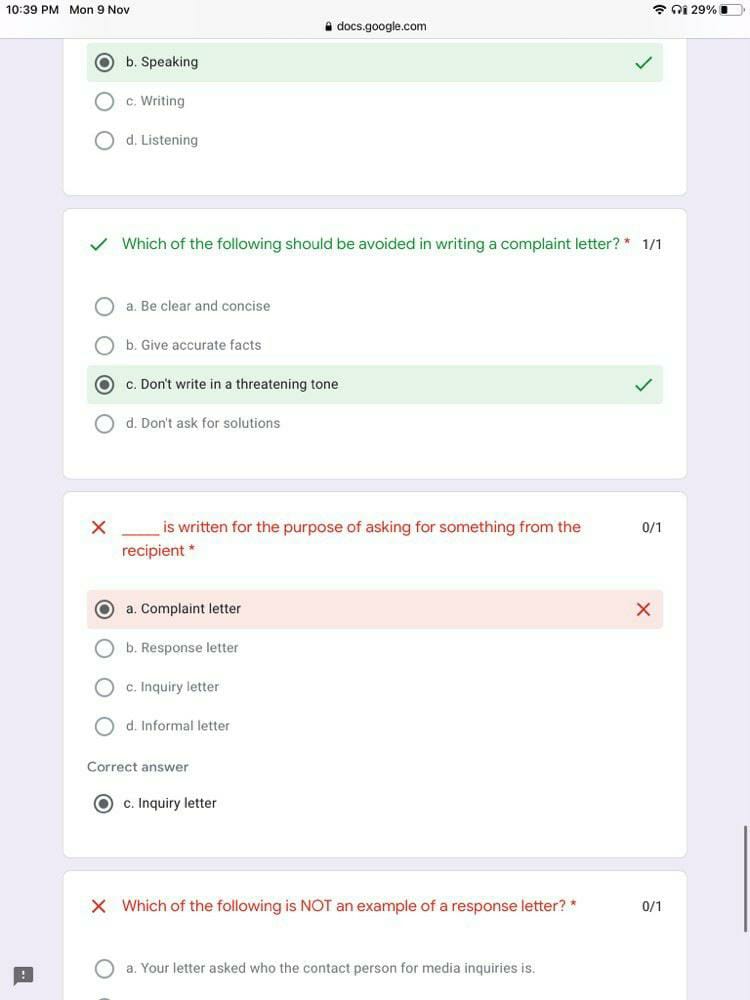 10:39 PM Mon 9 Nov 29%
docs.google.com
b. Speaking
c. Writing
d. Listening
Which of the following should be avoided in writing a complaint letter? * 1/1
a. Be clear and concise
b. Give accurate facts
c. Don't write in a threatening tone
d. Don't ask for solutions
_____ is written for the purpose of asking for something from the 0/1
recipient *
a. Complaint letter
b. Response letter
c. Inquiry letter
d. Informal letter
Correct answer
c. Inquiry letter
Which of the following is NOT an example of a response letter? * 0/1
a. Your letter asked who the contact person for media inquiries is.